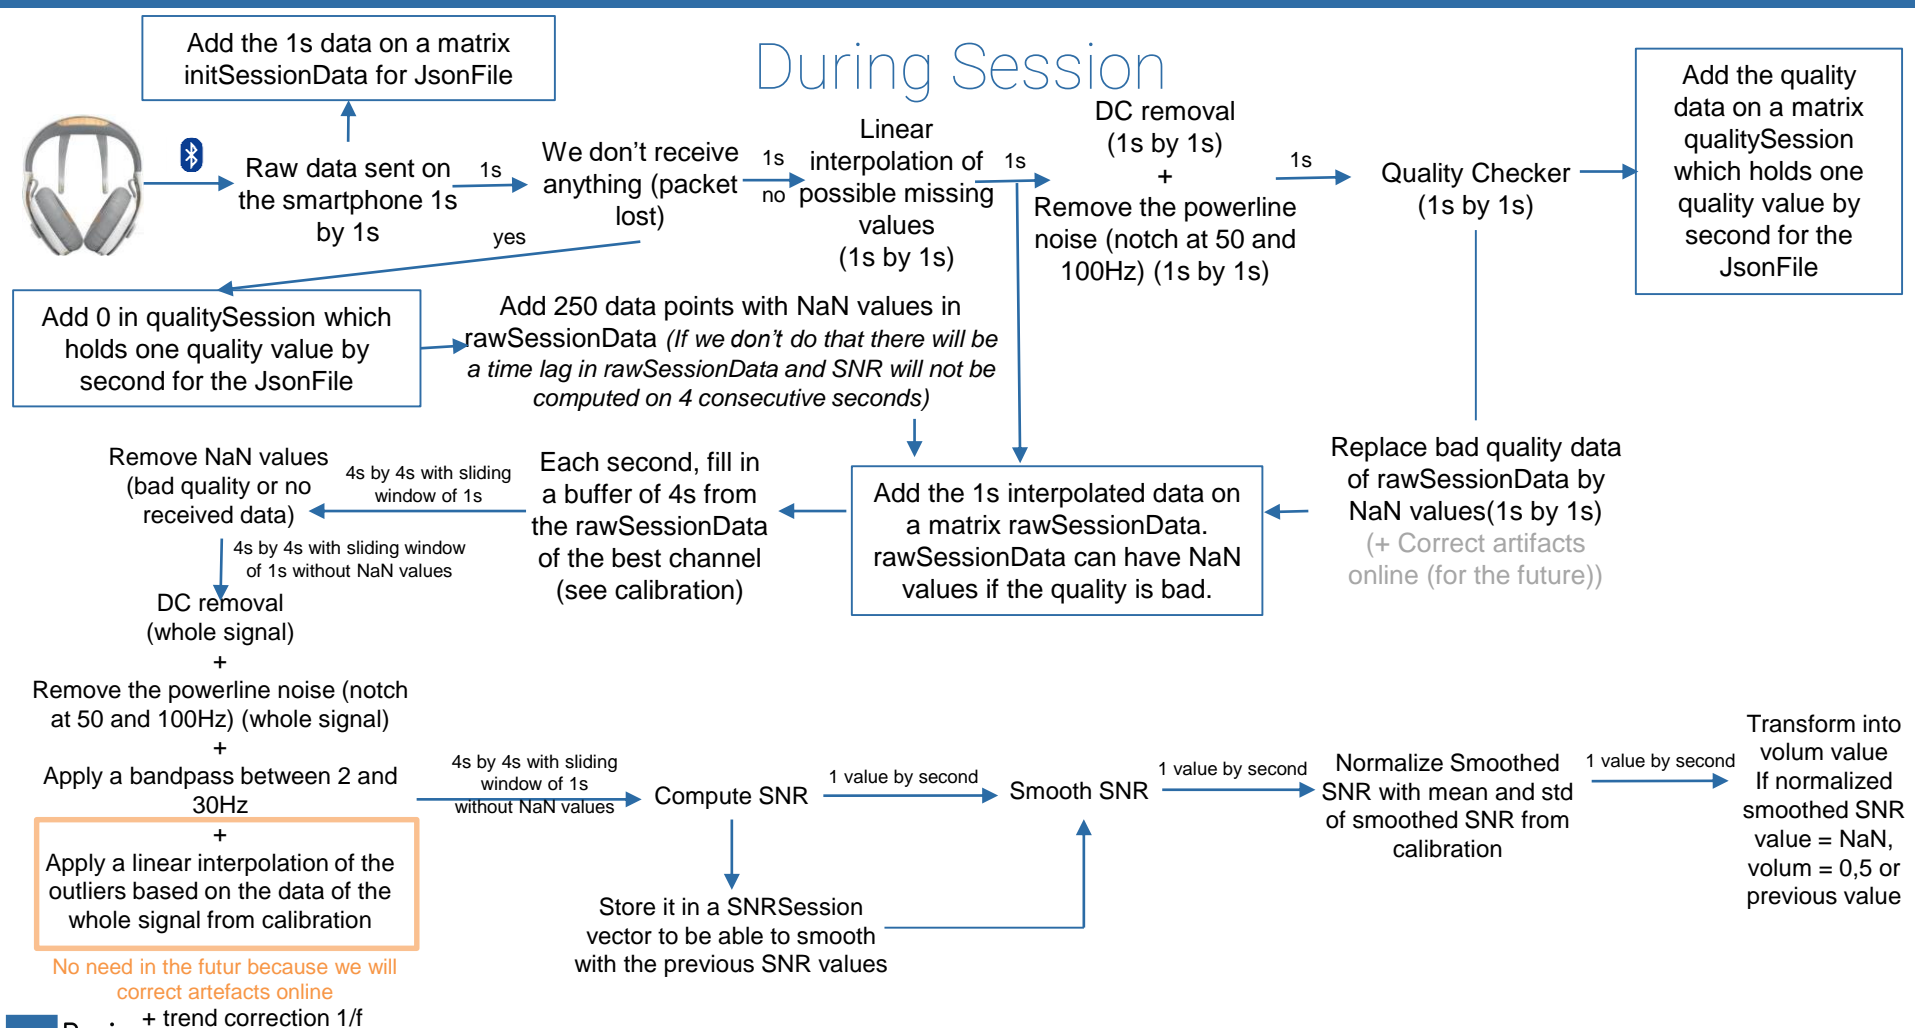 During Session
Add the 1s data on a matrix
initSessionData for JsonFile
Raw data sent on
the smartphone 1s
by 1s
1s
We don't receive
anything (packet
lost)
1s
no
yes
Linear
interpolation of
possible missing
values
(1s by 1s)
1s
DC removal
(1s by 1s)
+
Remove the powerline
noise (notch at 50 and
100Hz) (1s by 1s)
1s
Quality Checker
(1s by 1s)
Add the quality
data on a matrix
qualitySession
which holds one
quality value by
second for the
JsonFile
Add 0 in qualitySession which
holds one quality value by
second for the JsonFile
Add 250 data points with NaN values in
rawSessionData (If we don't do that there will be
a time lag in rawSessionData and SNR will not be
computed on 4 consecutive seconds)
Replace bad quality data
of rawSessionData by
NaN values(1s by 1s)
(+ Correct artifacts
online (for the future))
Add the 1s interpolated data on
a matrix rawSessionData.
rawSessionData can have NaN
values if the quality is bad.
Each second, fill in
a buffer of 4s from
the rawSessionData
of the best channel
(see calibration)
4s by 4s with sliding
window of 1s
Remove NaN values
(bad quality or no
received data)
4s by 4s with sliding window
of 1s without NaN values
DC removal
(whole signal)
+
Remove the powerline noise (notch
at 50 and 100Hz) (whole signal)
+
Apply a bandpass between 2 and
30Hz
+
Apply a linear interpolation of the
outliers based on the data of the
whole signal from calibration
No need in the futur because we will
correct artefacts online
+ trend correction 1/f
4s by 4s with sliding
window of 1s
without NaN values
Compute SNR
1 value by second
Store it in a SNRSession
vector to be able to smooth
with the previous SNR values
Smooth SNR
1 value by second
Normalize Smoothed
SNR with mean and std
of smoothed SNR from
calibration
1 value by second
Transform into
volum value
If normalized
smoothed SNR
value = NaN,
volum = 0,5 or
previous value